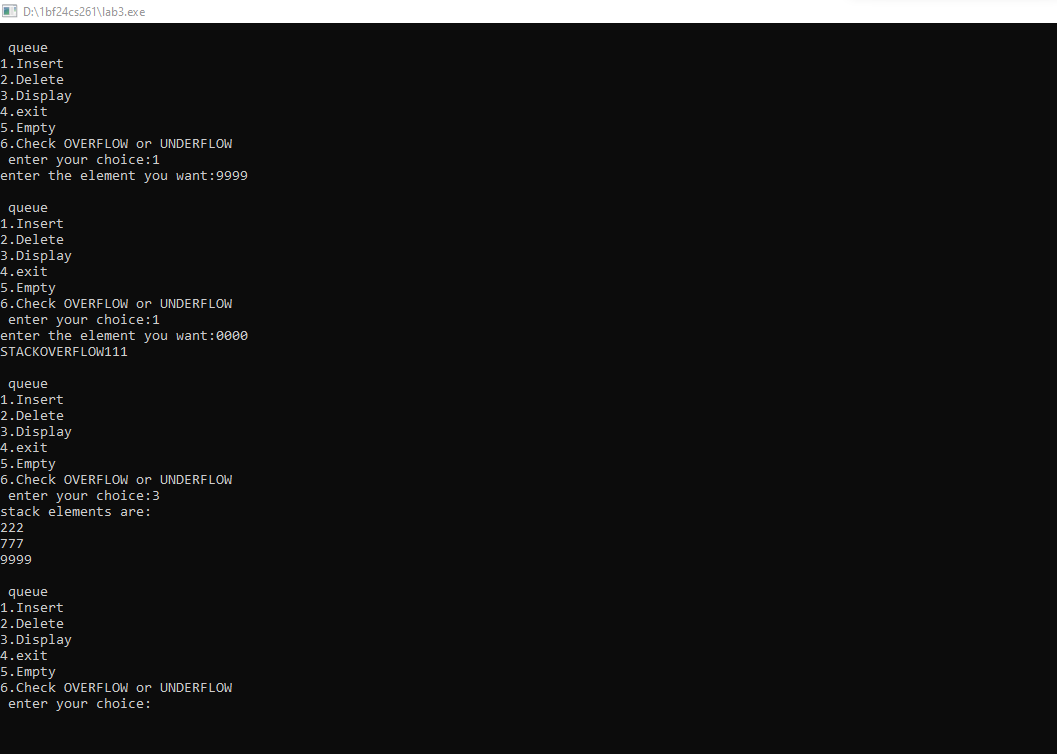 D:\1bf24cs261\lab3.exe
queue
1.Insert
2.Delete
3.Display
4.exit
5.Empty
6.Check OVERFLOW or UNDERFLOW
enter your choice:1
enter the element you want:9999
queue
1.Insert
2.Delete
3.Display
4.exit
5.Empty
6.Check OVERFLOW or UNDERFLOW
enter your choice:1
enter the element you want:0000
STACKOVERFLOW111
queue
1.Insert
2.Delete
3.Display
4.exit
5.Empty
6.Check OVERFLOW or UNDERFLOW
enter your choice:3
stack elements are:
222
777
9999
queue
1.Insert
2.Delete
3.Display
4.exit
5.Empty
6.Check OVERFLOW or UNDERFLOW
enter your choice: